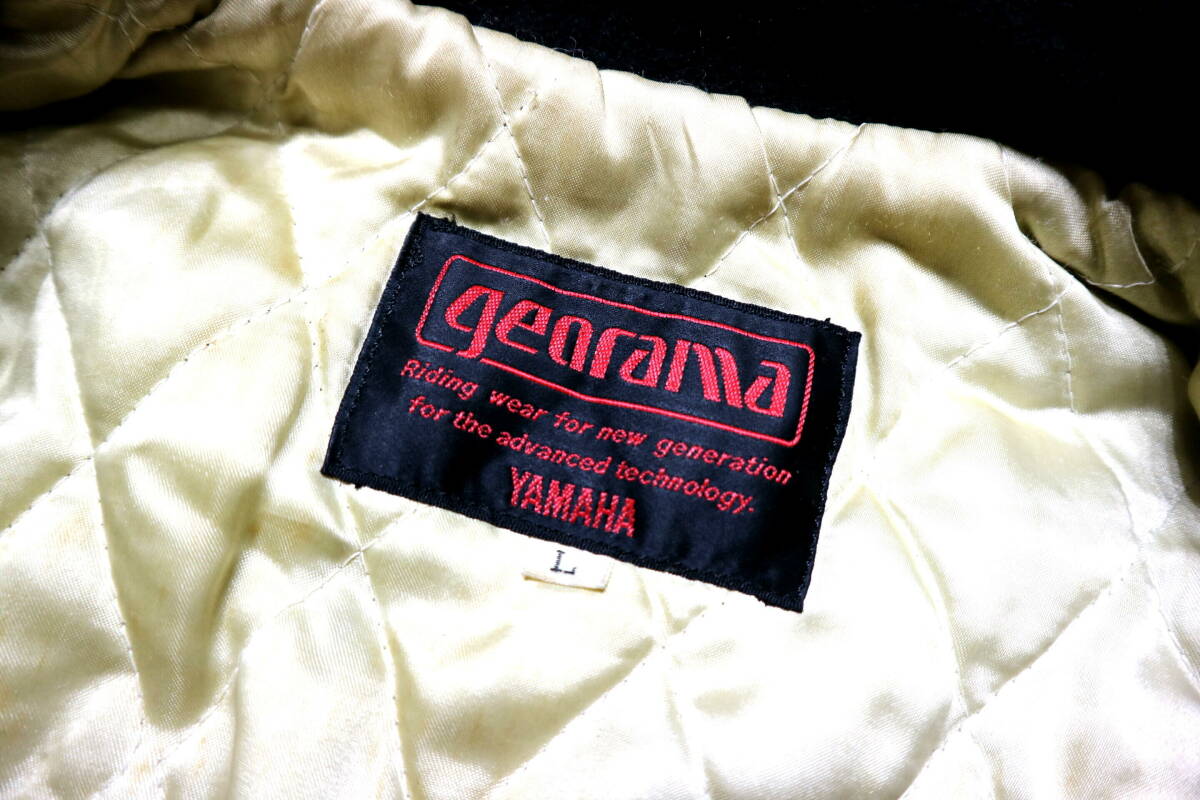 georama
Riding wear for new generation
for the advanced technology.
YAMAHA
L